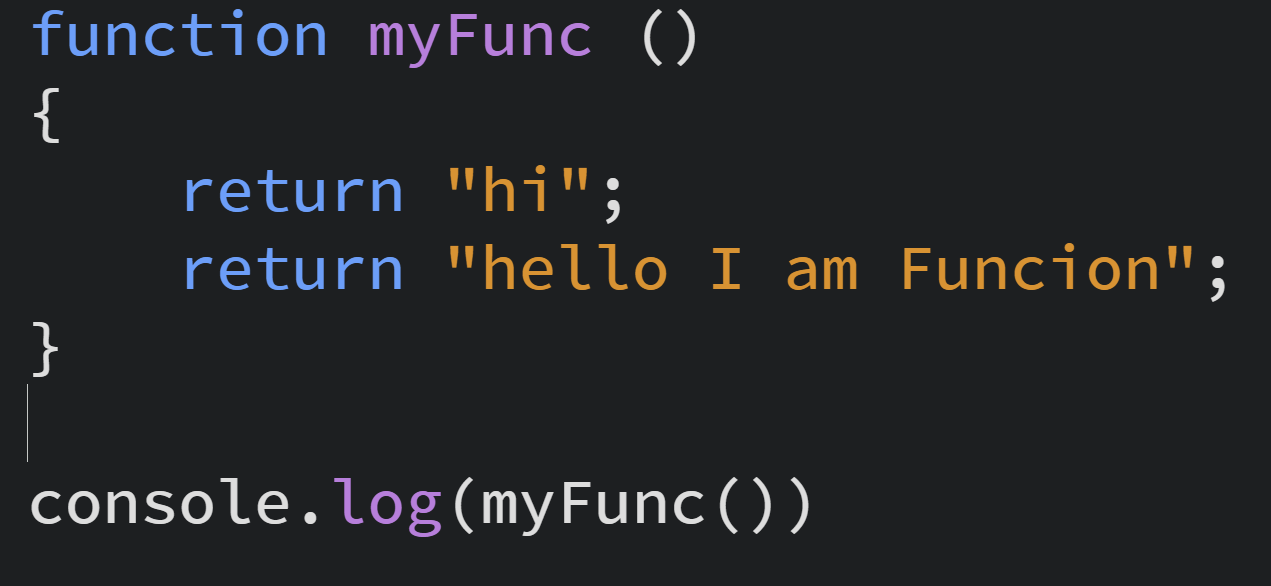 function myFunc ()
{
    return "hi";
    return "hello I am Funcion";
}
console.log(myFunc())